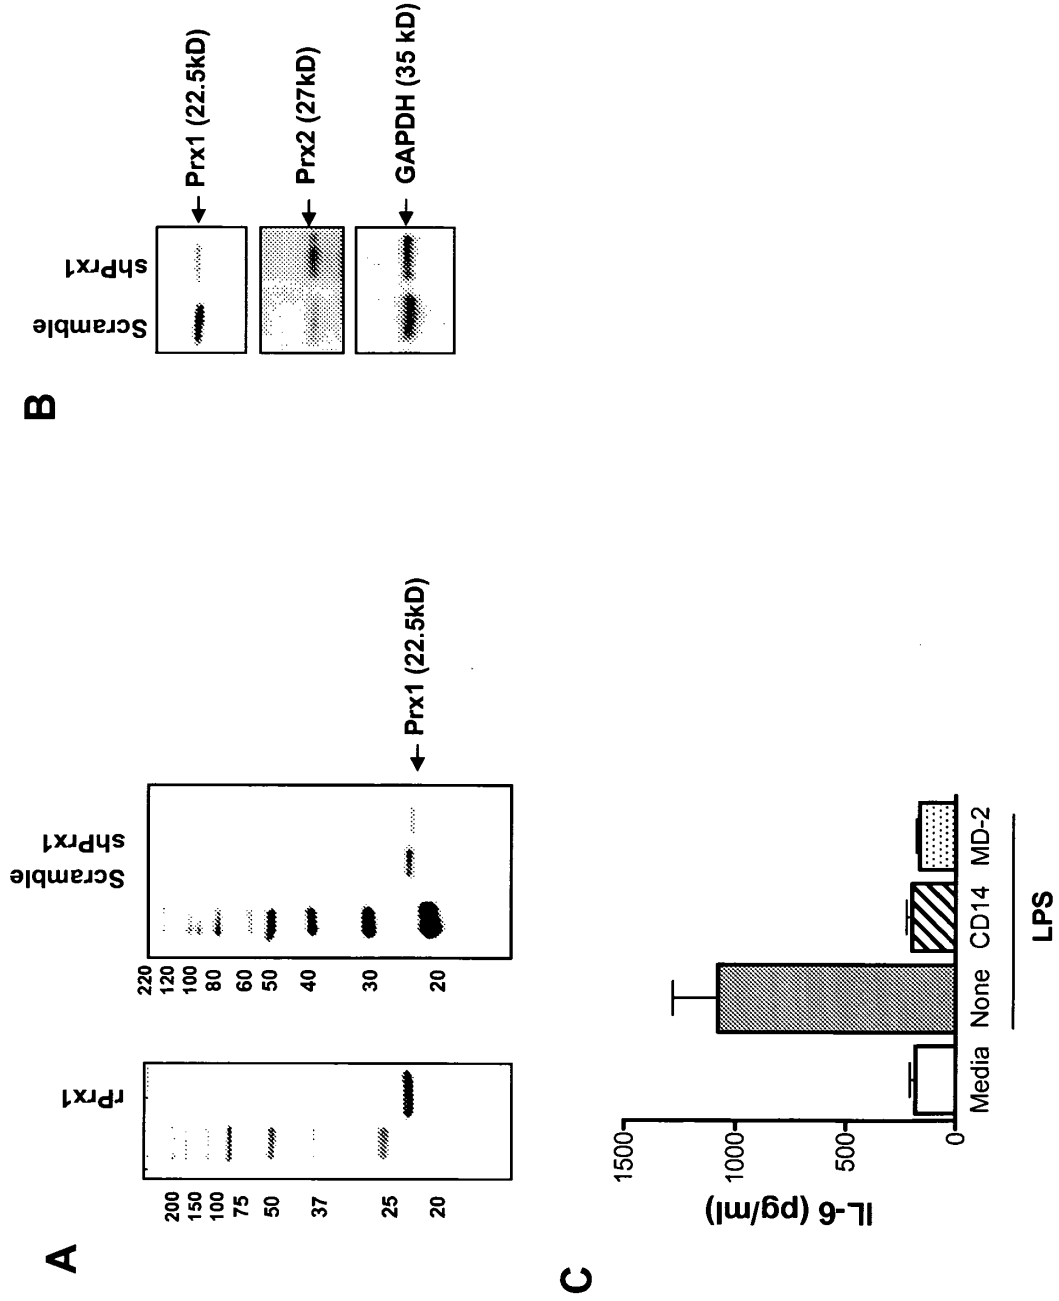 A
rPrx1
200
150
100
75
50
37
25
20
Scramble
shPrx1
220
120
100
80
60
50
40
30
20
Prx1 (22.5kD)
B
Scramble
shPrx1
Prx1 (22.5kD)
Prx2 (27kD)
GAPDH (35 kD)
C
IL-6 (pg/ml)
1500
1000
500
0
Media None CD14 MD-2
LPS